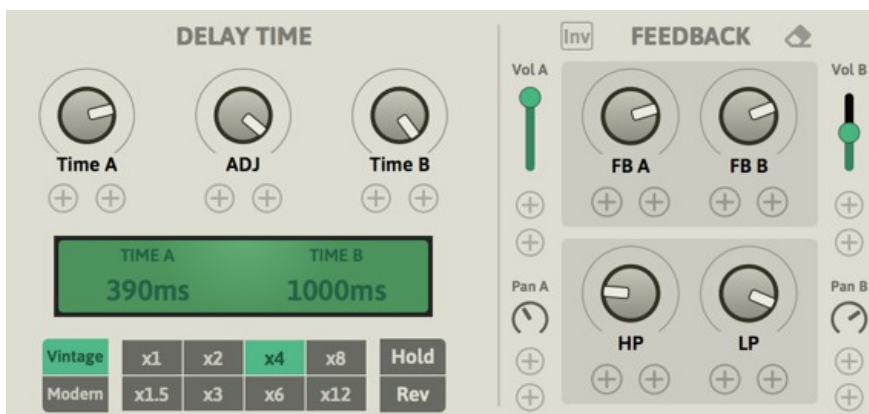 DELAY TIME
Time A
ADJ
Time B
TIME A
TIME B
390ms
1000ms
Vintage
x1
x2
x4
x8
Hold
Modern
x1.5
x3
x6
x12
Rev
Inv
FEEDBACK
Vol A
Vol B
FB A
FB B
Pan A
Pan B
HP
LP